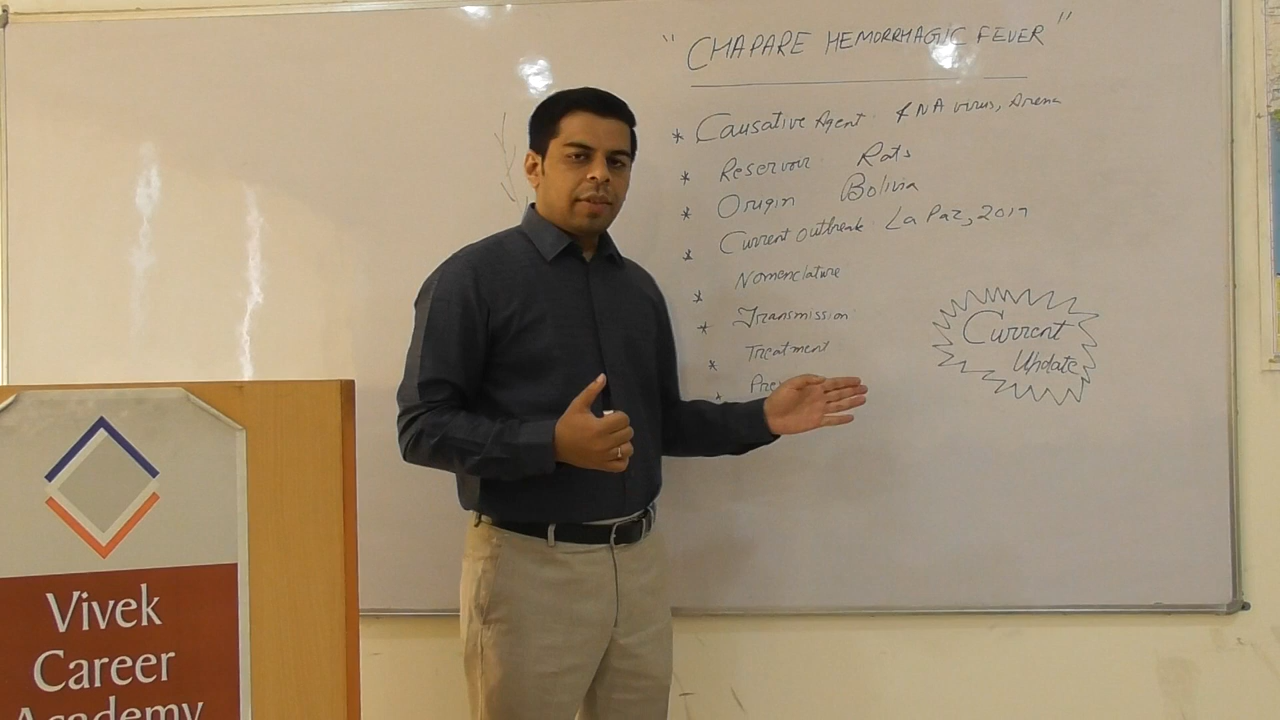 " CHAPARE HEMORRHAGIC FEVER "
* Causative Agent : RNA virus, Arena
* Reservoir Rats
* Origin Bolivia
* Current outbreak : La Paz, 2019
* Nomenclature
* Transmission
* Treatment
*
Current
Update
Vivek
Career
Academy